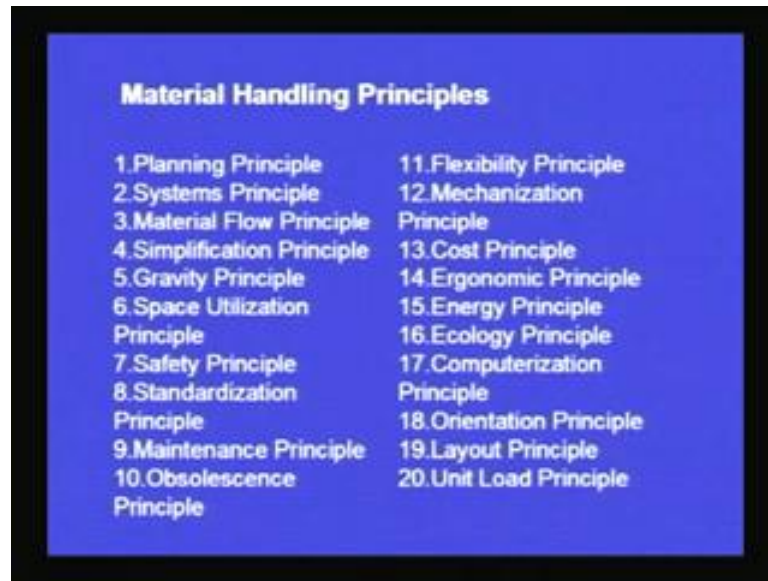 Material Handling Principles
1.Planning Principle
2.Systems Principle
3.Material Flow Principle
4.Simplification Principle
5.Gravity Principle
6.Space Utilization
Principle
7.Safety Principle
8.Standardization
Principle
9.Maintenance Principle
10.Obsolescence
Principle
11.Flexibility Principle
12.Mechanization
Principle
13.Cost Principle
14.Ergonomic Principle
15.Energy Principle
16.Ecology Principle
17.Computerization
Principle
18.Orientation Principle
19.Layout Principle
20.Unit Load Principle